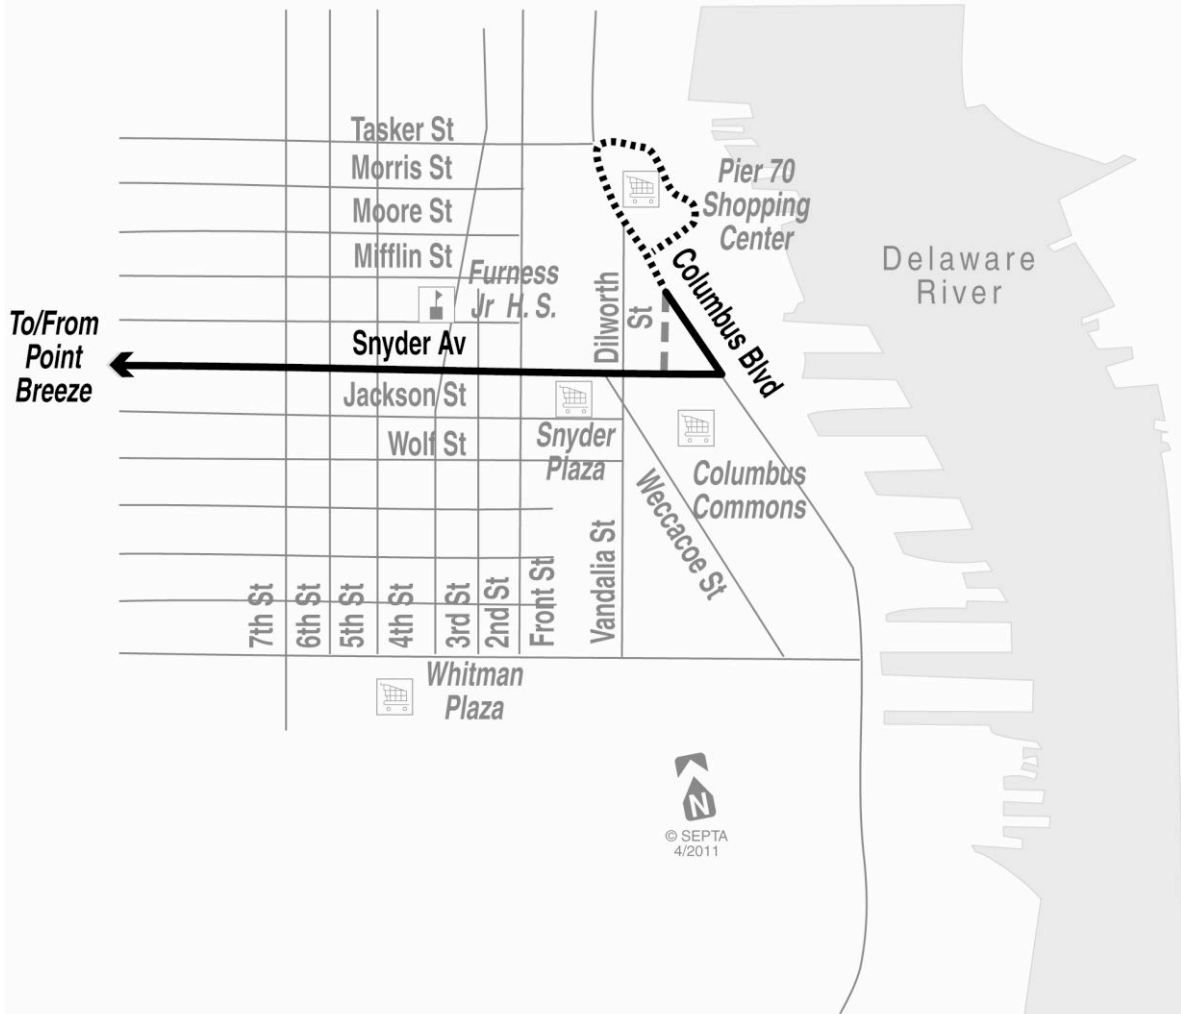 Tasker St
Morris St
Moore St
Mifflin St
Pier 70
Shopping
Center
Delaware
River
Furness
Jr H. S.
Dilworth
St
Columbus Blvd
To/From
Point
Breeze
Snyder Av
Jackson St
Wolf St
Snyder
Plaza
Columbus
Commons
Weccacoe St
7th St
6th St
5th St
4th St
3rd St
2nd St
Front St
Vandalia St
Whitman
Plaza
N
© SEPTA
4/2011